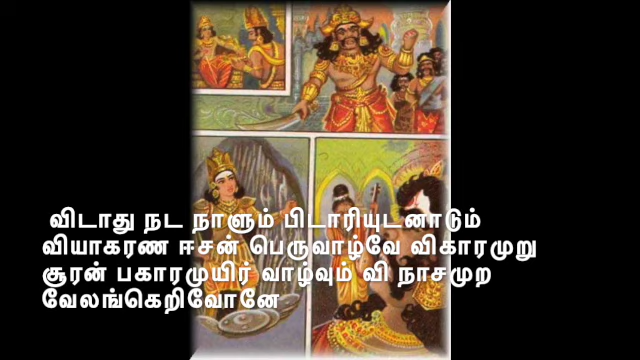 விடாது நட நாளும் பிடாரியுடனாடும்
வியாகரண ஈசன் பெருவாழ்வே விகாரமுறு
சூரன் பகாரமுயிர் வாழ்வும் வி நாசமுற
வேலங்கெறிவோனே